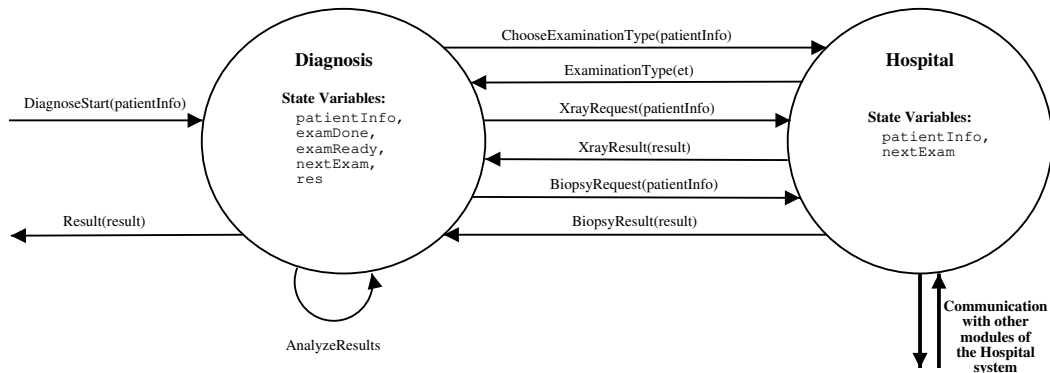 ChooseExaminationType(patientInfo)
Diagnosis
Hospital
ExaminationType(et)
State Variables:
DiagnoseStart(patientInfo)
patientInfo,
examDone,
examReady,
nextExam,
res
XrayRequest(patientInfo)
State Variables:
patientInfo,
nextExam
XrayResult(result)
BiopsyRequest(patientInfo)
Result(result)
BiopsyResult(result)
AnalyzeResults
Communication
with other
modules of
the Hospital
system